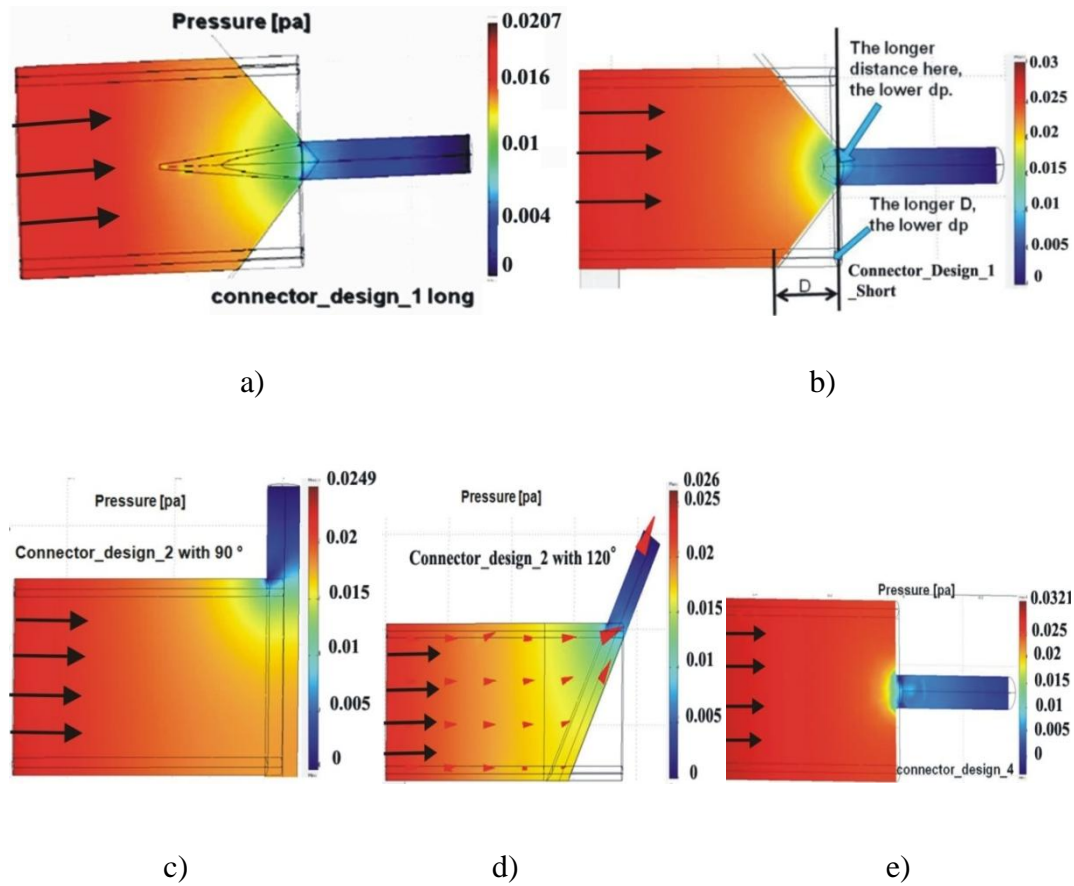 Pressure [pa]
0.0207
0.016
0.01
0.004
0
connector_design_1 long
a)
The longer
distance here,
the lower dp.
The longer D,
the lower dp
D
Connector_Design_1
_Short
0.03
0.025
0.02
0.015
0.01
0.005
0
b)
Pressure [pa]
Connector_design_2 with 90 °
0.0249
0.02
0.015
0.01
0.005
0
c)
Pressure [pa]
Connector_design_2 with 120°
0.026
0.025
0.02
0.015
0.01
0.005
0
d)
Pressure [pa]
0.0321
0.025
0.02
0.015
0.01
0.005
0
connector_design_4
e)